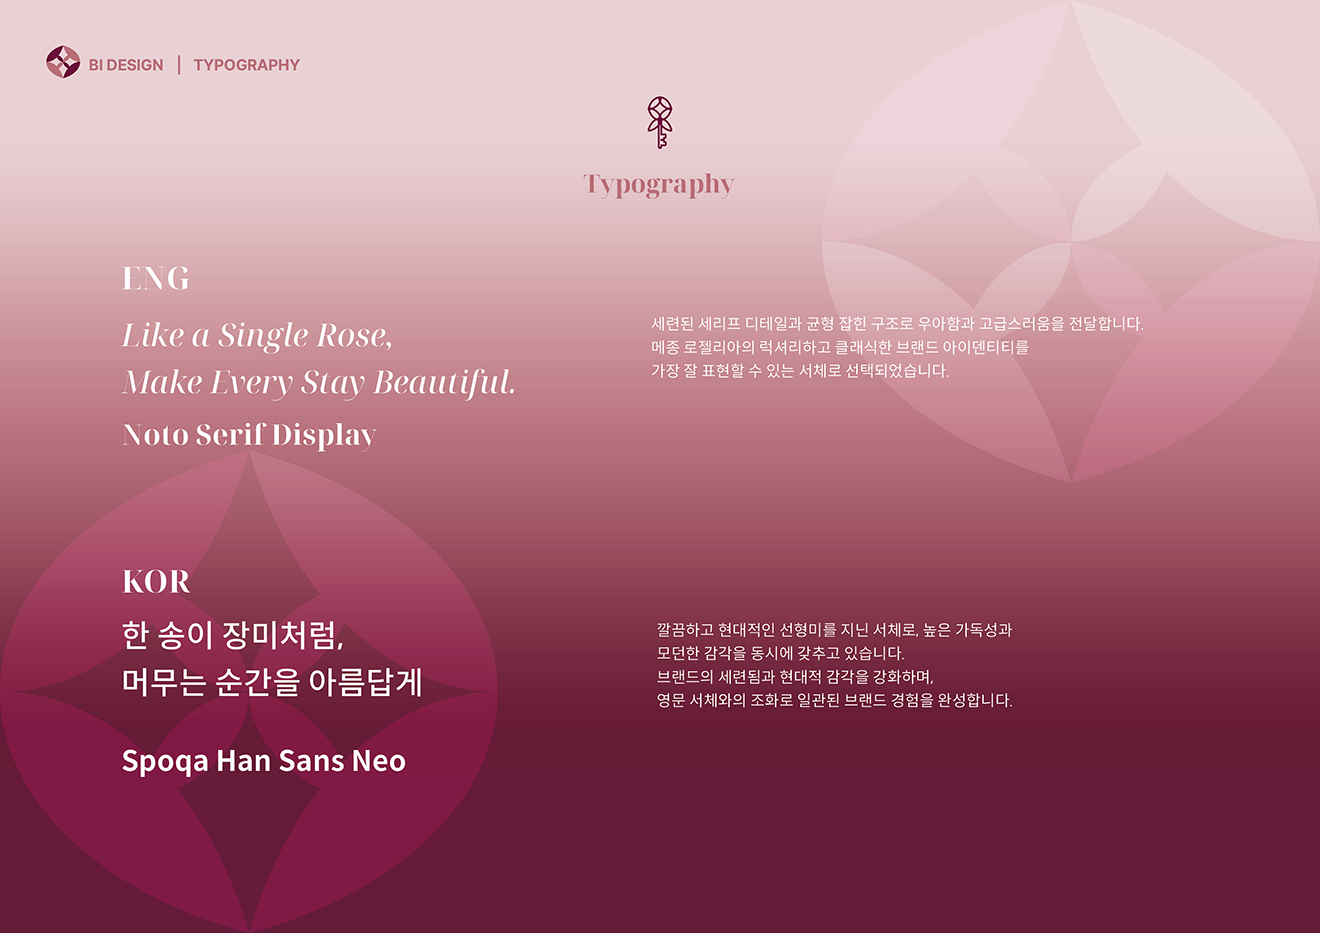 BI DESIGN | TYPOGRAPHY
Typography
ENG
Like a Single Rose,
Make Every Stay Beautiful.
Noto Serif Display
세련된 세리프 디테일과 균형 잡힌 구조로 우아함과 고급스러움을 전달합니다.
메종 로젤리아의 럭셔리하고 클래식한 브랜드 아이덴티티를
가장 잘 표현할 수 있는 서체로 선택되었습니다.
KOR
한 송이 장미처럼,
머무는 순간을 아름답게
Spoqa Han Sans Neo
깔끔하고 현대적인 선형미를 지닌 서체로, 높은 가독성과
모던한 감각을 동시에 갖추고 있습니다.
브랜드의 세련됨과 현대적 감각을 강화하며,
영문 서체와의 조화로 일관된 브랜드 경험을 완성합니다.